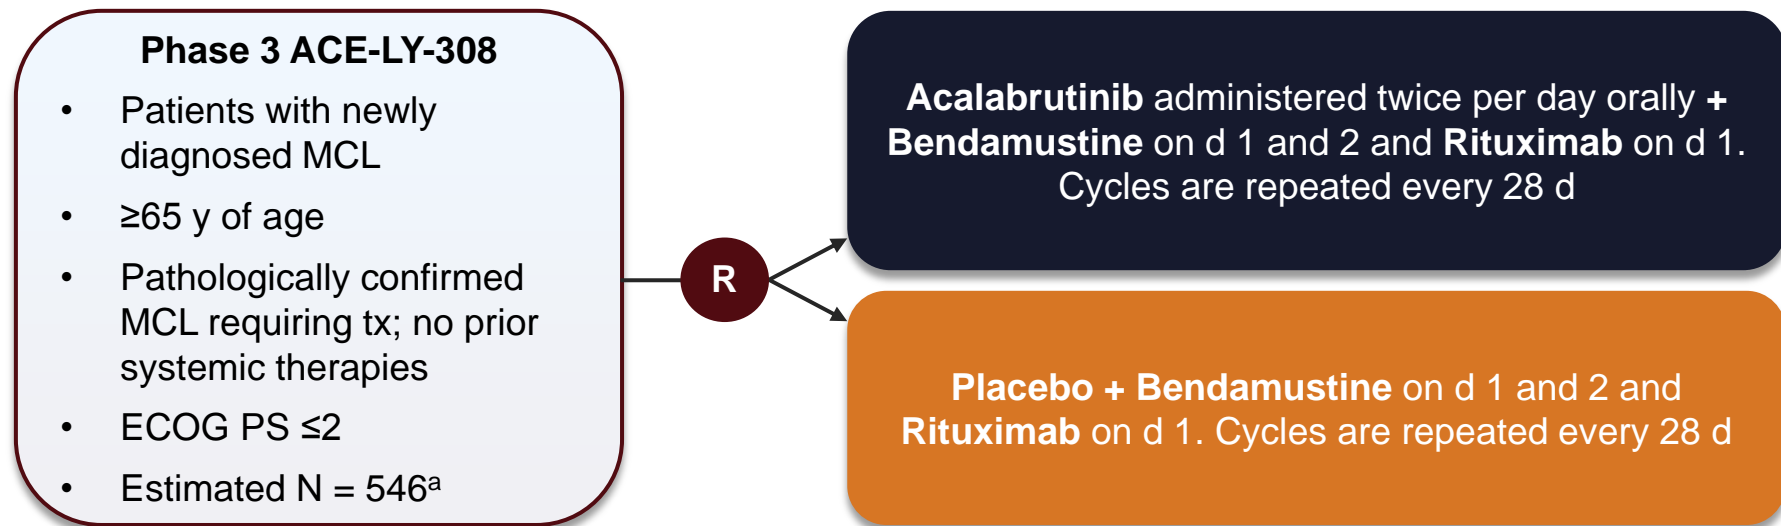 Phase 3 ACE-LY-308
• Patients with newly
diagnosed MCL
• ≥65 y of age
• Pathologically confirmed
MCL requiring tx; no prior
systemic therapies
• ECOG PS ≤2
• Estimated N = 546ᵃ
R
Acalabrutinib administered twice per day orally +
Bendamustine on d 1 and 2 and Rituximab on d 1.
Cycles are repeated every 28 d
Placebo + Bendamustine on d 1 and 2 and
Rituximab on d 1. Cycles are repeated every 28 d